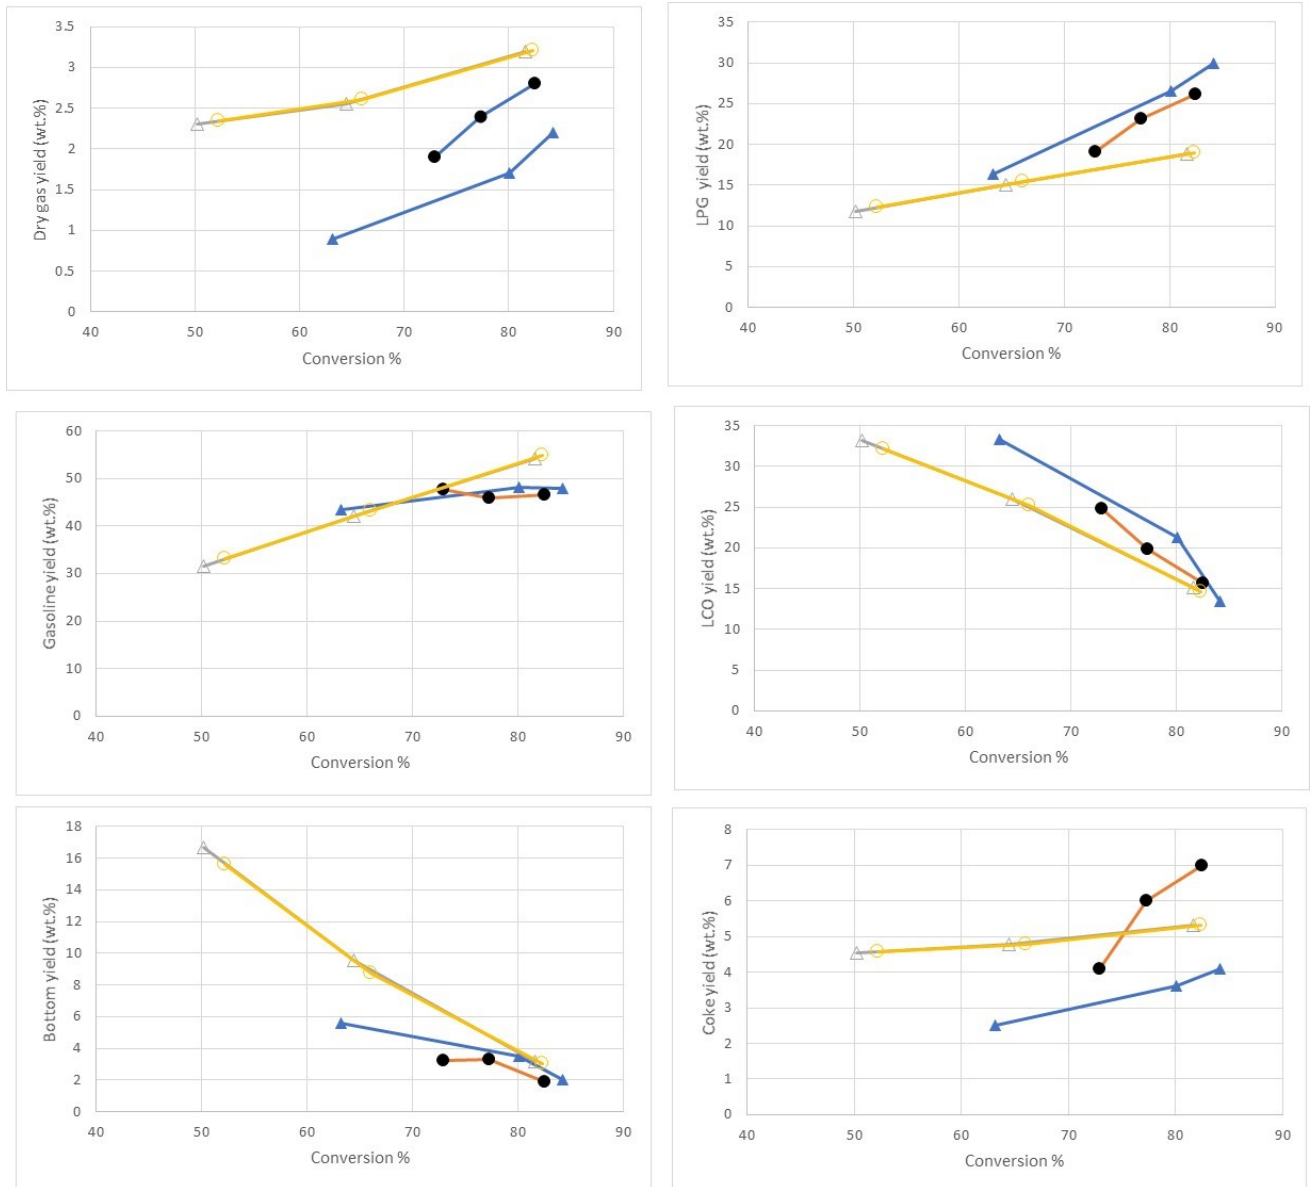 Dry gas yield (wt.%)
3.5
3
2.5
2
1.5
1
0.5
0
40 50 60 70 80 90
Conversion %
LPG yield (wt.%)
35
30
25
20
15
10
5
0
40 50 60 70 80 90
Conversion %
Gasoline yield (wt.%)
60
50
40
30
20
10
0
40 50 60 70 80 90
Conversion %
LCO yield (wt.%)
35
30
25
20
15
10
5
0
40 50 60 70 80 90
Conversion %
Bottom yield (wt.%)
18
16
14
12
10
8
6
4
2
0
40 50 60 70 80 90
Conversion %
Coke yield (wt.%)
8
7
6
5
4
3
2
1
0
40 50 60 70 80 90
Conversion %